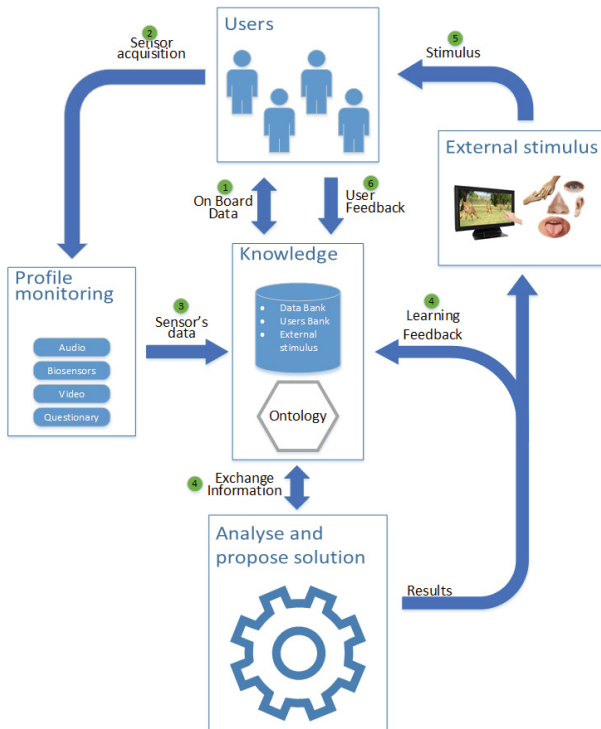 Users
2
Sensor
acquisition
5
Stimulus
External stimulus
1
On Board
Data
6
User
Feedback
Knowledge
Data Bank
Users Bank
External
stimulus
Ontology
Profile
monitoring
Audio
Biosensors
Video
Questionary
3
Sensor's
data
4
Learning
Feedback
4
Exchange
Information
Analyse and
propose solution
Results